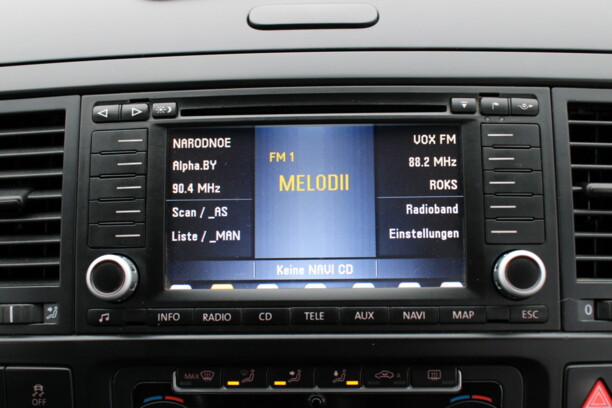 NARODNOE
Alpha.BY
90.4 MHz
Scan / _AS
Liste / _MAN
FM 1
MELODII
VOX FM
88.2 MHz
ROKS
Radioband
Einstellungen
Keine NAVI CD
INFO RADIO CD TELE AUX NAVI MAP ESC
MAX A
OFF
0